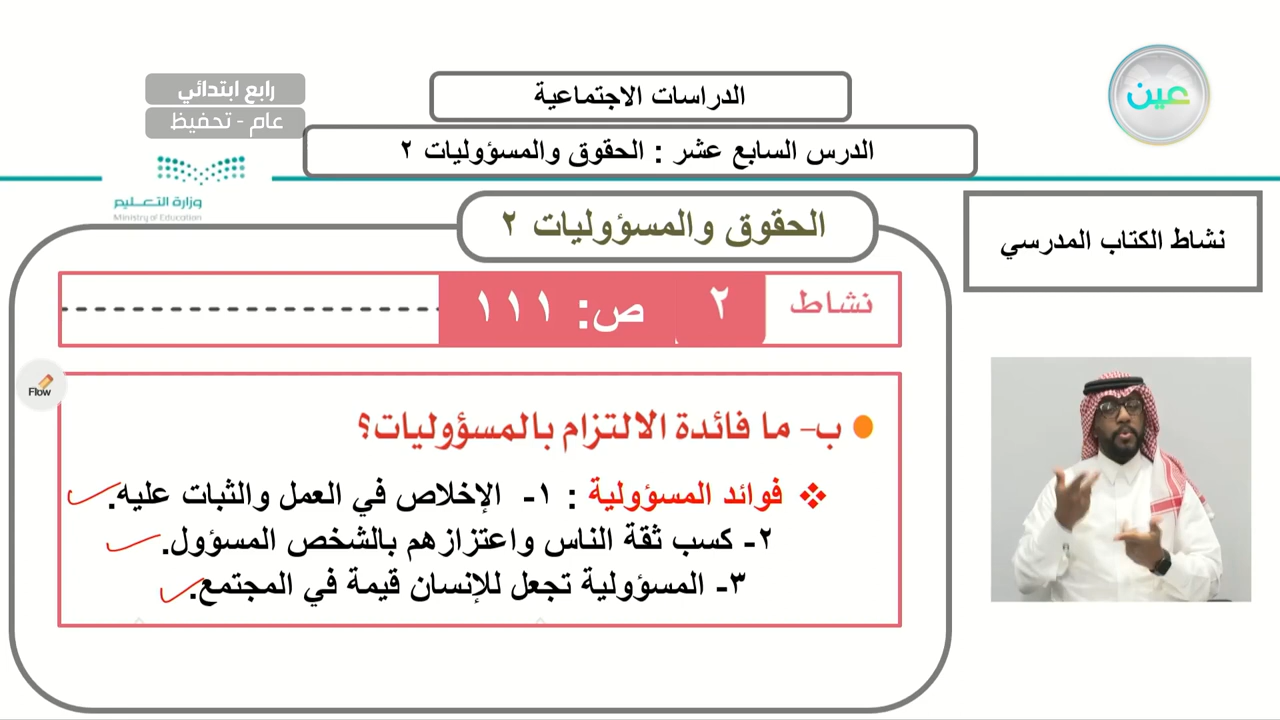 عين
رابع ابتدائي
عام - تحفيظ
الدراسات الاجتماعية
الدرس السابع عشر : الحقوق والمسؤوليات ٢
وزارة التعليم
Ministry of Education
الحقوق والمسؤوليات ٢
نشاط الكتاب المدرسي
نشاط ٢ ص: ١١١
Flow
ب- ما فائدة الالتزام بالمسؤوليات؟
فوائد المسؤولية : ١- الإخلاص في العمل والثبات عليه.
٢- كسب ثقة الناس واعتزازهم بالشخص المسؤول.
٣- المسؤولية تجعل للإنسان قيمة في المجتمع.